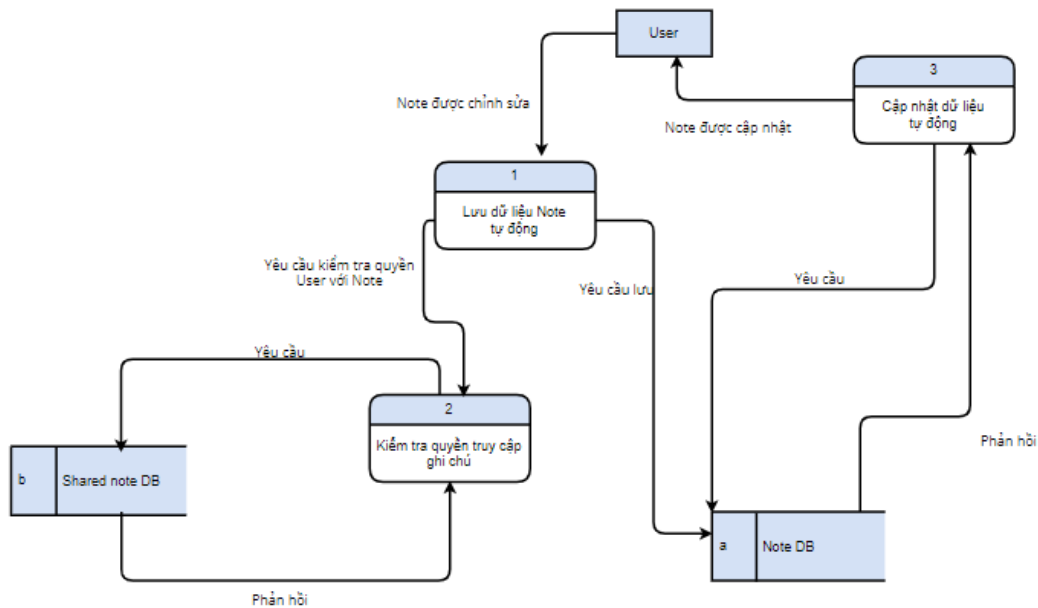 User
3
Cập nhật dữ liệu
tự động
Note được chỉnh sửa
Note được cập nhật
1
Lưu dữ liệu Note
tự động
Yêu cầu kiểm tra quyền
User với Note
Yêu cầu lưu
Yêu cầu
Yêu cầu
2
Kiểm tra quyền truy cập
ghi chú
Phản hồi
b
Shared note DB
a
Note DB
Phản hồi